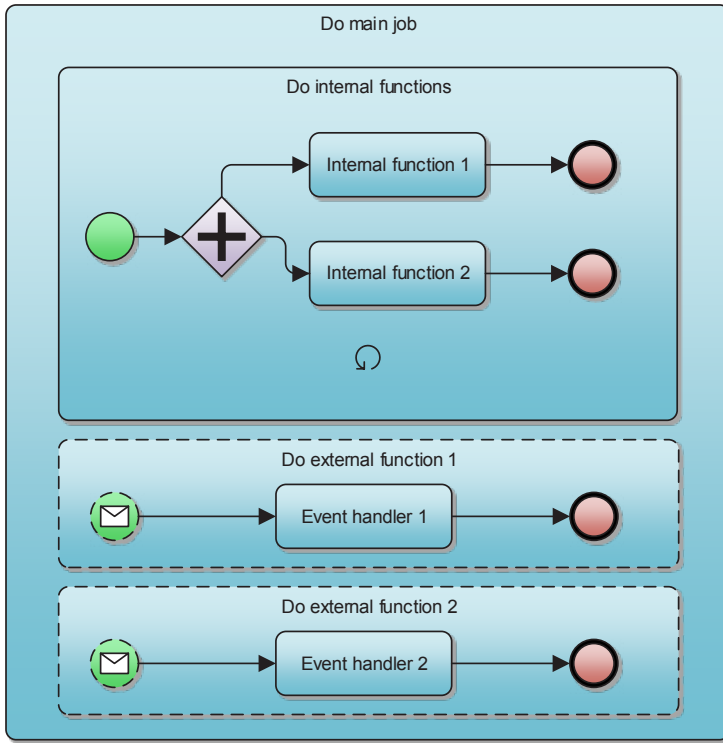 Do main job
Do internal functions
Internal function 1
Internal function 2
Do external function 1
Event handler 1
Do external function 2
Event handler 2